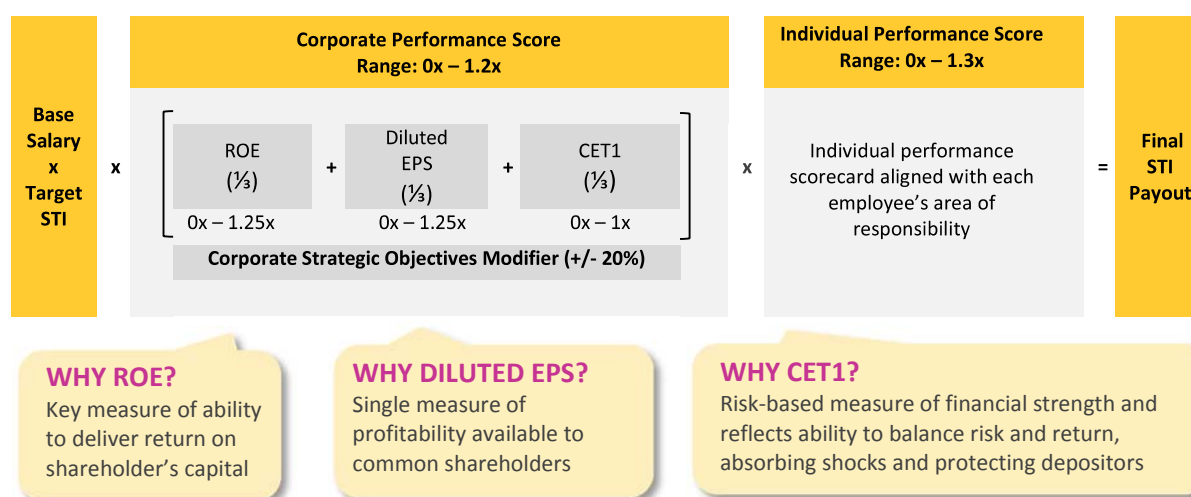 Base
Salary
x
Target
STI
x
Corporate Performance Score
Range: 0x – 1.2x
ROE
(⅓)
0x – 1.25x
+
Diluted
EPS
(⅓)
0x – 1.25x
+
CET1
(⅓)
0x – 1x
Corporate Strategic Objectives Modifier (+/- 20%)
x
Individual Performance Score
Range: 0x – 1.3x
Individual performance
scorecard aligned with each
employee's area of
responsibility
=
Final
STI
Payout
WHY ROE?
Key measure of ability
to deliver return on
shareholder's capital
WHY DILUTED EPS?
Single measure of
profitability available to
common shareholders
WHY CET1?
Risk-based measure of financial strength and
reflects ability to balance risk and return,
absorbing shocks and protecting depositors